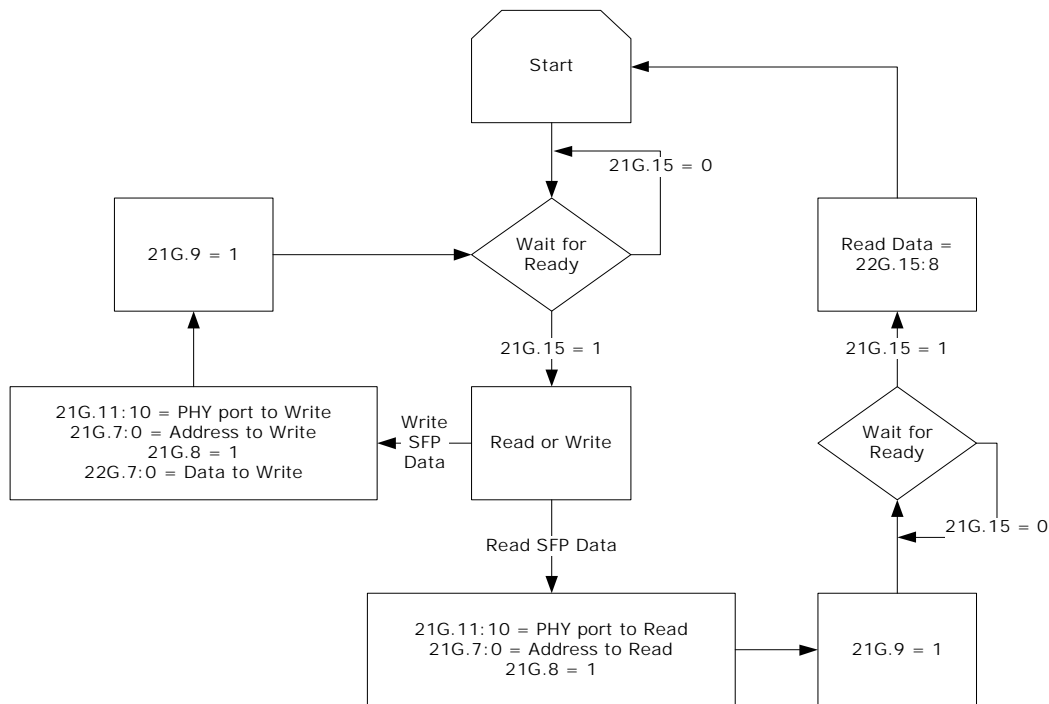 Start
21G.15 = 0
21G.9 = 1
Wait for
Ready
Read Data =
22G.15:8
21G.15 = 1
21G.15 = 1
21G.11:10 = PHY port to Write
21G.7:0 = Address to Write
21G.8 = 1
22G.7:0 = Data to Write
Write
SFP
Data
Read or Write
Wait for
Ready
21G.15 = 0
Read SFP Data
21G.11:10 = PHY port to Read
21G.7:0 = Address to Read
21G.8 = 1
21G.9 = 1